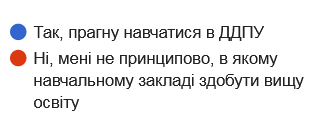 Так, прагну навчатися в ДДПУ
Ні, мені не принципово, в якому
навчальному закладі здобути вищу
освіту